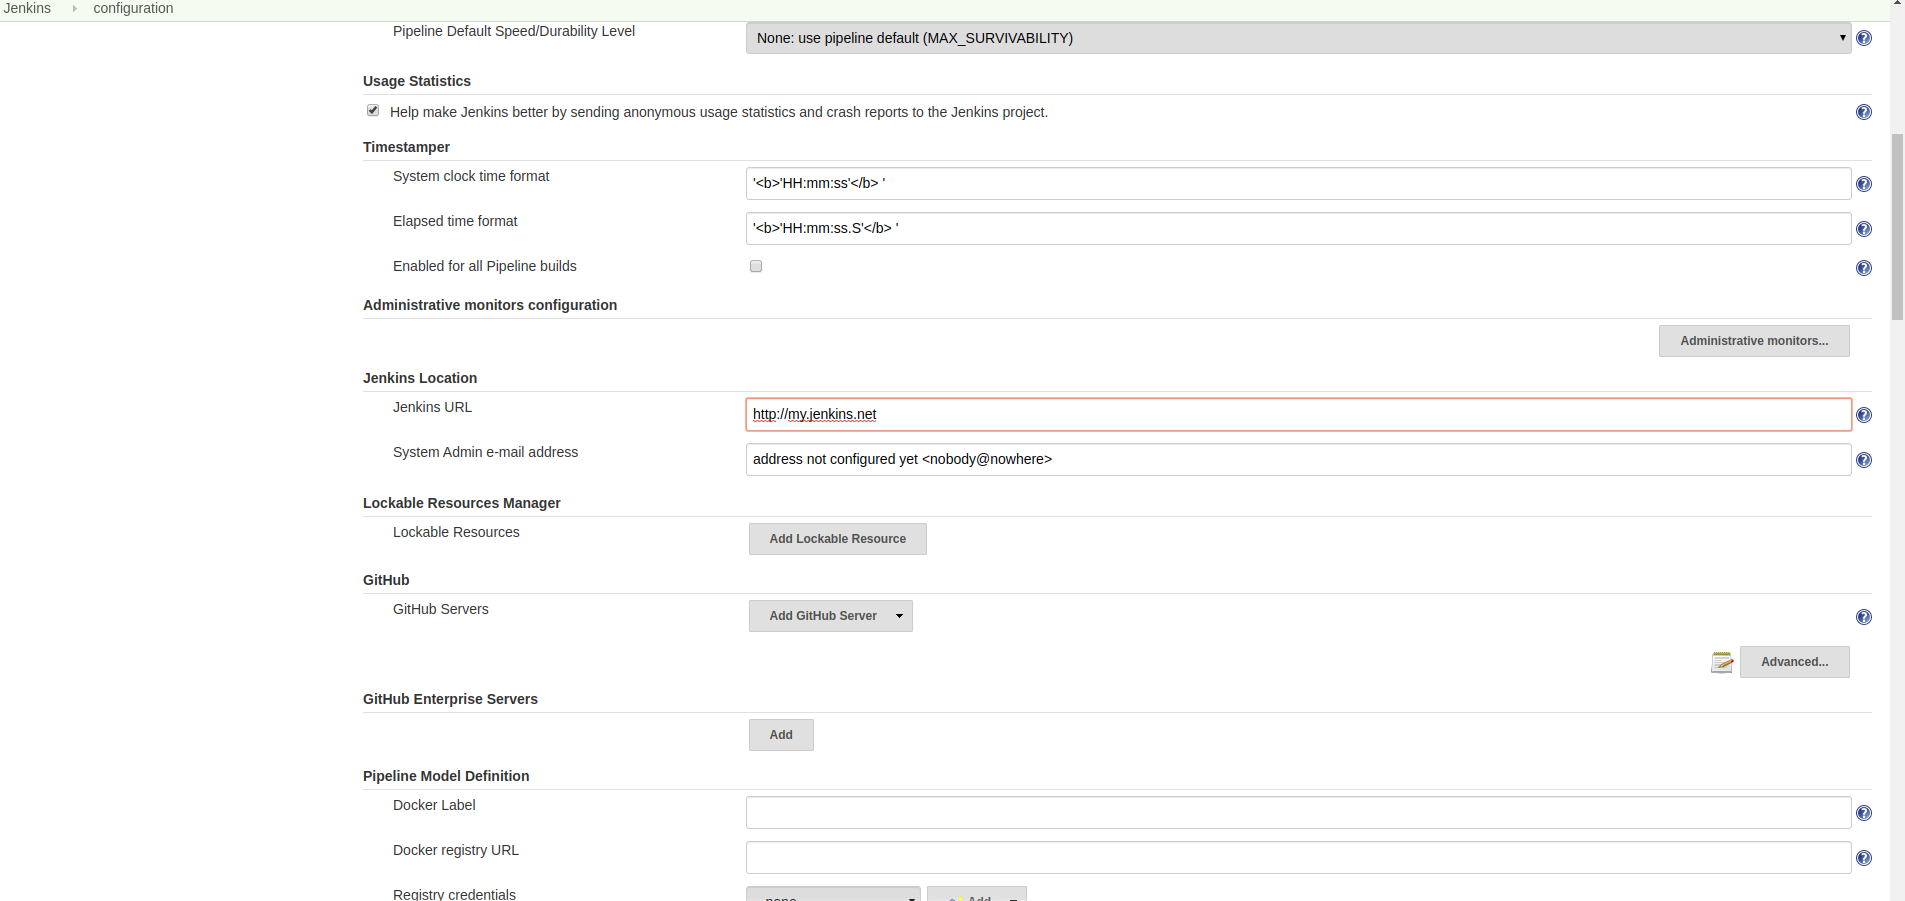 Jenkins configuration
Pipeline Default Speed/Durability Level
None: use pipeline default (MAX_SURVIVABILITY)
Usage Statistics
Help make Jenkins better by sending anonymous usage statistics and crash reports to the Jenkins project.
Timestamper
System clock time format
'<b>'HH:mm:ss'</b> '
Elapsed time format
'<b>'HH:mm:ss.S'</b> '
Enabled for all Pipeline builds
Administrative monitors configuration
Administrative monitors...
Jenkins Location
Jenkins URL
http://my.jenkins.net
System Admin e-mail address
address not configured yet <nobody@nowhere>
Lockable Resources Manager
Lockable Resources
Add Lockable Resource
GitHub
GitHub Servers
Add GitHub Server
Advanced...
GitHub Enterprise Servers
Add
Pipeline Model Definition
Docker Label
Docker registry URL
Registry credentials
none
Add